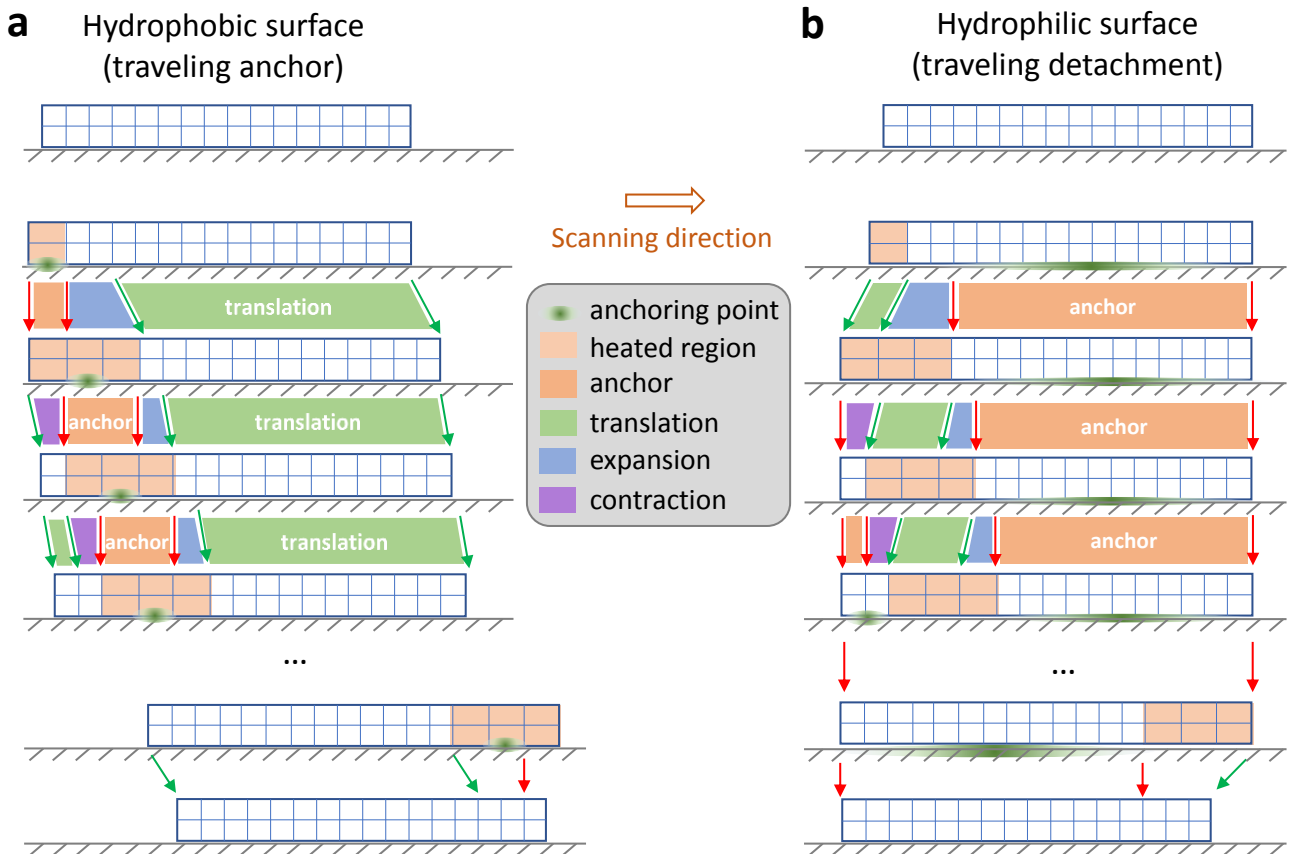 a
Hydrophobic surface
(traveling anchor)
b
Hydrophilic surface
(traveling detachment)
Scanning direction
anchoring point
heated region
anchor
translation
expansion
contraction
translation
anchor
translation
anchor
translation
...
anchor
anchor
anchor
...